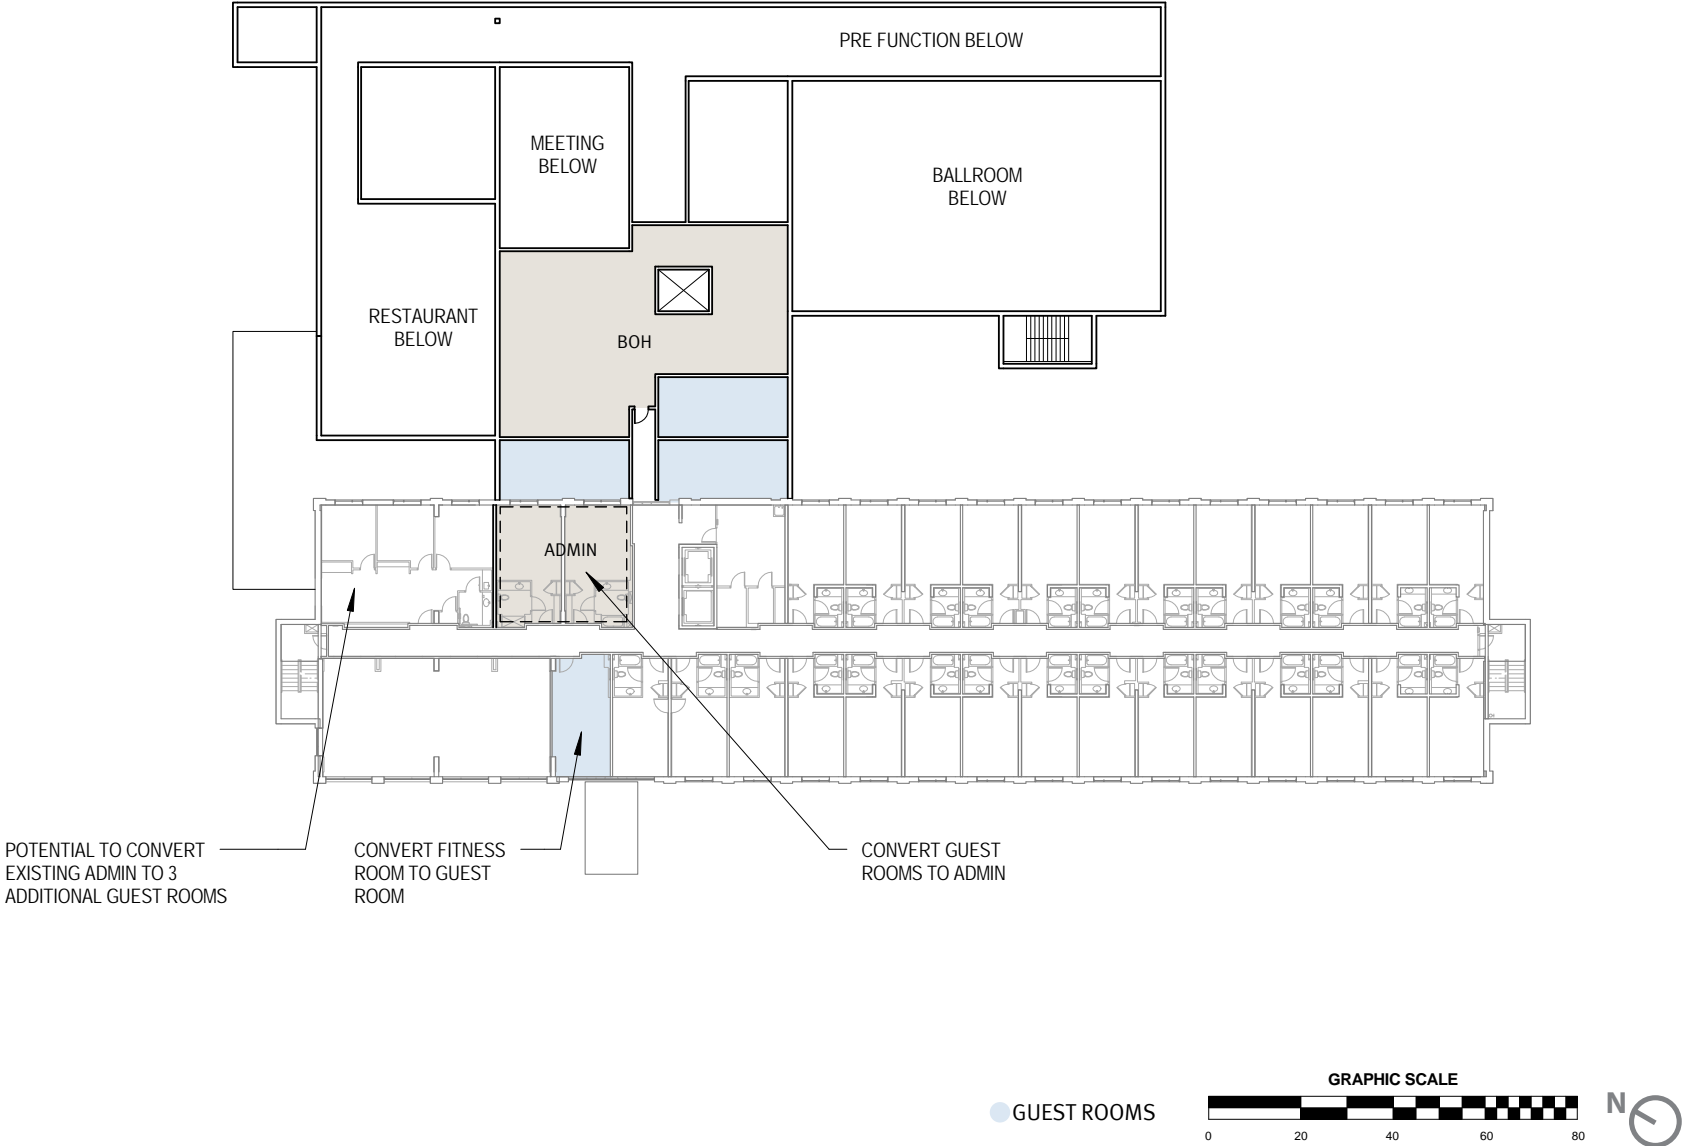 PRE FUNCTION BELOW
MEETING
BELOW
BALLROOM
BELOW
RESTAURANT
BELOW
BOH
ADMIN
POTENTIAL TO CONVERT
EXISTING ADMIN TO 3
ADDITIONAL GUEST ROOMS
CONVERT FITNESS
ROOM TO GUEST
ROOM
CONVERT GUEST
ROOMS TO ADMIN
GUEST ROOMS
GRAPHIC SCALE
0 20 40 60 80
N